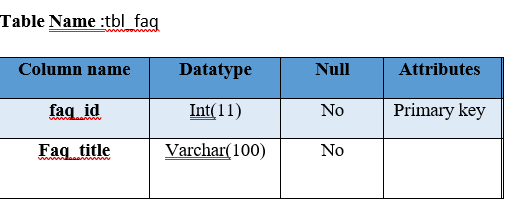 Table Name :tbl_faq
Column name Datatype Null Attributes
faq_id Int(11) No Primary key
Faq_title Varchar(100) No